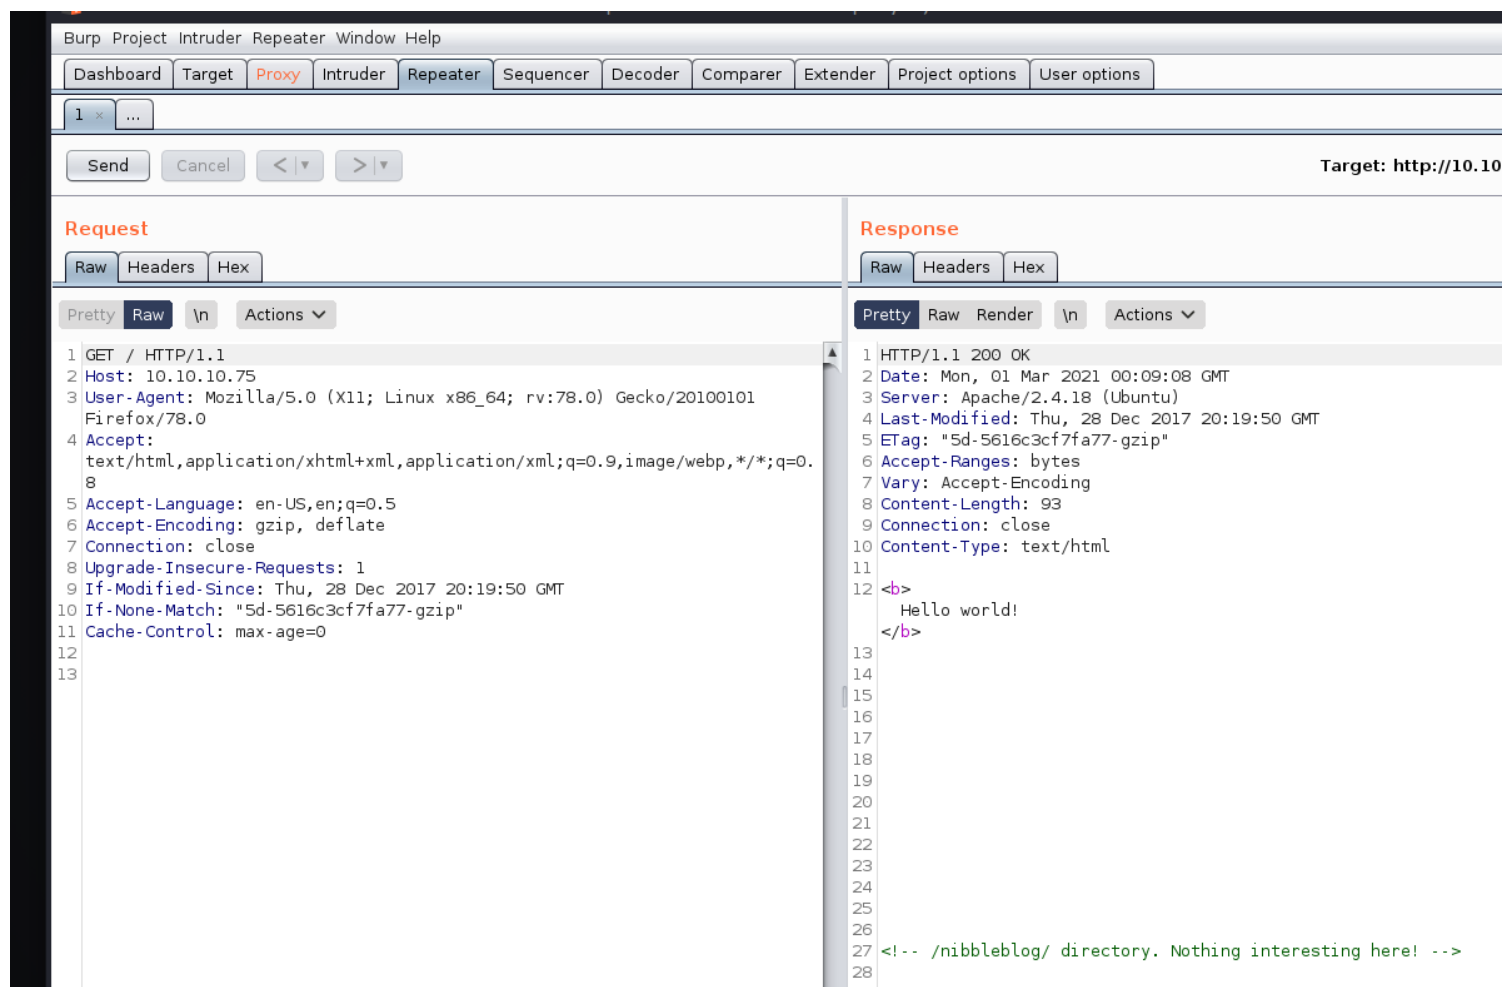 Burp Project Intruder Repeater Window Help
Dashboard Target Proxy Intruder Repeater Sequencer Decoder Comparer Extender Project options User options
1 × ...
Send Cancel < ▼ > ▼ Target: http://10.10
Request
Raw Headers Hex
Pretty Raw \n Actions
1 GET / HTTP/1.1
2 Host: 10.10.10.75
3 User-Agent: Mozilla/5.0 (X11; Linux x86_64; rv:78.0) Gecko/20100101
Firefox/78.0
4 Accept:
text/html,application/xhtml+xml,application/xml;q=0.9,image/webp,*/*;q=0.
8
5 Accept-Language: en-US,en;q=0.5
6 Accept-Encoding: gzip, deflate
7 Connection: close
8 Upgrade-Insecure-Requests: 1
9 If-Modified-Since: Thu, 28 Dec 2017 20:19:50 GMT
10 If-None-Match: "5d-5616c3cf7fa77-gzip"
11 Cache-Control: max-age=0
12
13
Response
Raw Headers Hex
Pretty Raw Render \n Actions
1 HTTP/1.1 200 OK
2 Date: Mon, 01 Mar 2021 00:09:08 GMT
3 Server: Apache/2.4.18 (Ubuntu)
4 Last-Modified: Thu, 28 Dec 2017 20:19:50 GMT
5 ETag: "5d-5616c3cf7fa77-gzip"
6 Accept-Ranges: bytes
7 Vary: Accept-Encoding
8 Content-Length: 93
9 Connection: close
10 Content-Type: text/html
11
12 <b>
Hello world!
</b>
13
14
15
16
17
18
19
20
21
22
23
24
25
26
27 <!-- /nibbleblog/ directory. Nothing interesting here! -->
28